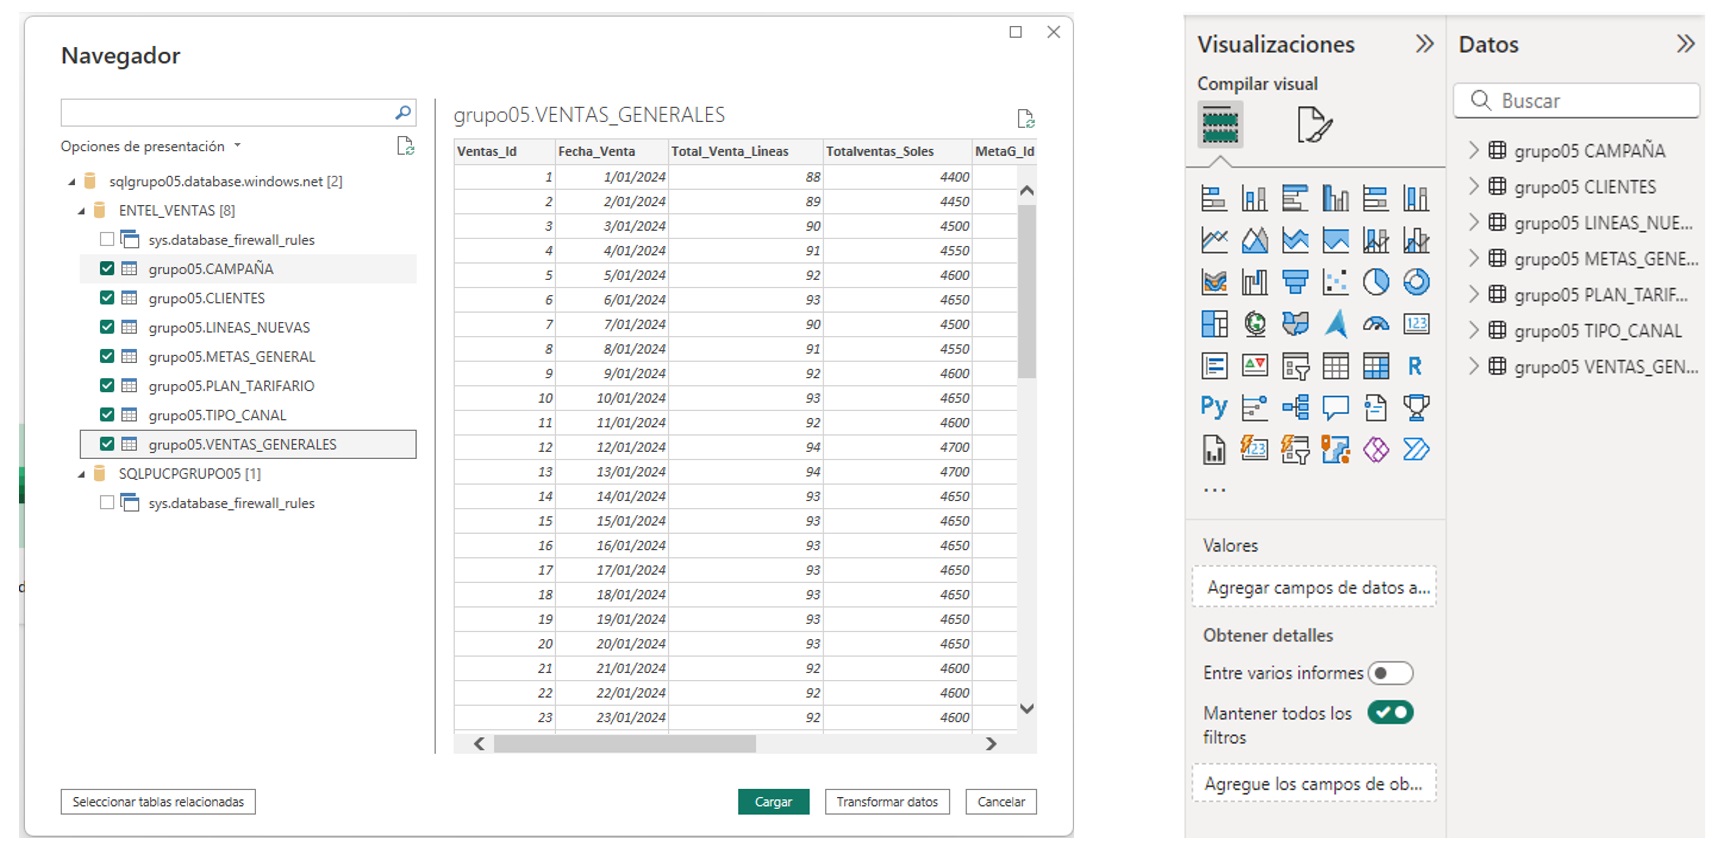 Navegador
Opciones de presentación
sqlgrupo05.database.windows.net [2]
ENTEL_VENTAS [8]
sys.database_firewall_rules
grupo05.CAMPAÑA
grupo05.CLIENTES
grupo05.LINEAS_NUEVAS
grupo05.METAS_GENERAL
grupo05.PLAN_TARIFARIO
grupo05.TIPO_CANAL
grupo05.VENTAS_GENERALES
SQLPUCPGRUPO05 [1]
sys.database_firewall_rules
grupo05.VENTAS_GENERALES
Ventas_Id Fecha_Venta Total_Venta_Lineas Totalventas_Soles MetaG_Id
1 1/01/2024 88 4400
2 2/01/2024 89 4450
3 3/01/2024 90 4500
4 4/01/2024 91 4550
5 5/01/2024 92 4600
6 6/01/2024 93 4650
7 7/01/2024 90 4500
8 8/01/2024 91 4550
9 9/01/2024 92 4600
10 10/01/2024 93 4650
11 11/01/2024 92 4600
12 12/01/2024 94 4700
13 13/01/2024 94 4700
14 14/01/2024 93 4650
15 15/01/2024 93 4650
16 16/01/2024 93 4650
17 17/01/2024 93 4650
18 18/01/2024 93 4650
19 19/01/2024 93 4650
20 20/01/2024 93 4650
21 21/01/2024 92 4600
22 22/01/2024 92 4600
23 23/01/2024 92 4600
Seleccionar tablas relacionadas
Cargar
Transformar datos
Cancelar
Visualizaciones
Compilar visual
123
R
Py
123
...
Valores
Agregar campos de datos a...
Obtener detalles
Entre varios informes
Mantener todos los
filtros
Agregue los campos de ob...
Datos
Buscar
grupo05 CAMPAÑA
grupo05 CLIENTES
grupo05 LINEAS_NUE...
grupo05 METAS_GENE...
grupo05 PLAN_TARIF...
grupo05 TIPO_CANAL
grupo05 VENTAS_GEN...